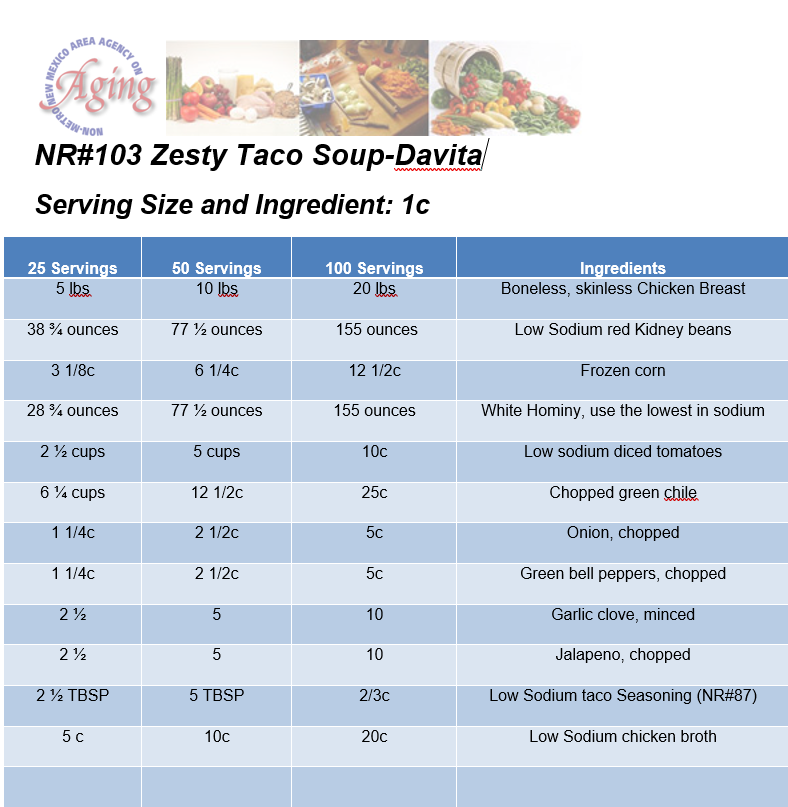 NON-METRO NEW MEXICO AREA AGENCY ON
Aging
NR#103 Zesty Taco Soup-Davita
Serving Size and Ingredient: 1c
25 Servings 50 Servings 100 Servings Ingredients
5 lbs 10 lbs 20 lbs Boneless, skinless Chicken Breast
38 ¾ ounces 77 ½ ounces 155 ounces Low Sodium red Kidney beans
3 1/8c 6 1/4c 12 1/2c Frozen corn
28 ¾ ounces 77 ½ ounces 155 ounces White Hominy, use the lowest in sodium
2 ½ cups 5 cups 10c Low sodium diced tomatoes
6 ¼ cups 12 1/2c 25c Chopped green chile
1 1/4c 2 1/2c 5c Onion, chopped
1 1/4c 2 1/2c 5c Green bell peppers, chopped
2 ½ 5 10 Garlic clove, minced
2 ½ 5 10 Jalapeno, chopped
2 ½ TBSP 5 TBSP 2/3c Low Sodium taco Seasoning (NR#87)
5 c 10c 20c Low Sodium chicken broth